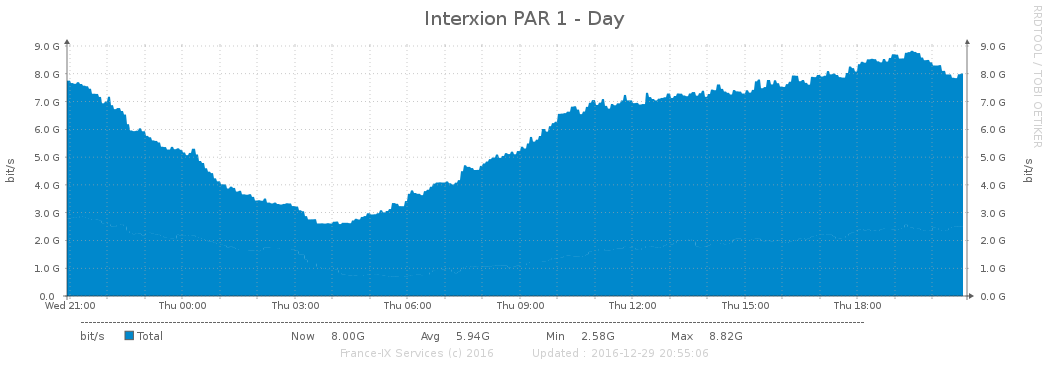 Interxion PAR 1 - Day
RRDTOOL / TOBI OETIKER
9.0 G 9.0 G
8.0 G 8.0 G
7.0 G 7.0 G
6.0 G 6.0 G
5.0 G 5.0 G
4.0 G 4.0 G
3.0 G 3.0 G
2.0 G 2.0 G
1.0 G 1.0 G
0.0 0.0 G
bit/s
bit/s
Wed 21:00 Thu 00:00 Thu 03:00 Thu 06:00 Thu 09:00 Thu 12:00 Thu 15:00 Thu 18:00
bit/s Total Now 8.00G Avg 5.94G Min 2.58G Max 8.82G
France-IX Services (c) 2016 Updated : 2016-12-29 20:55:06